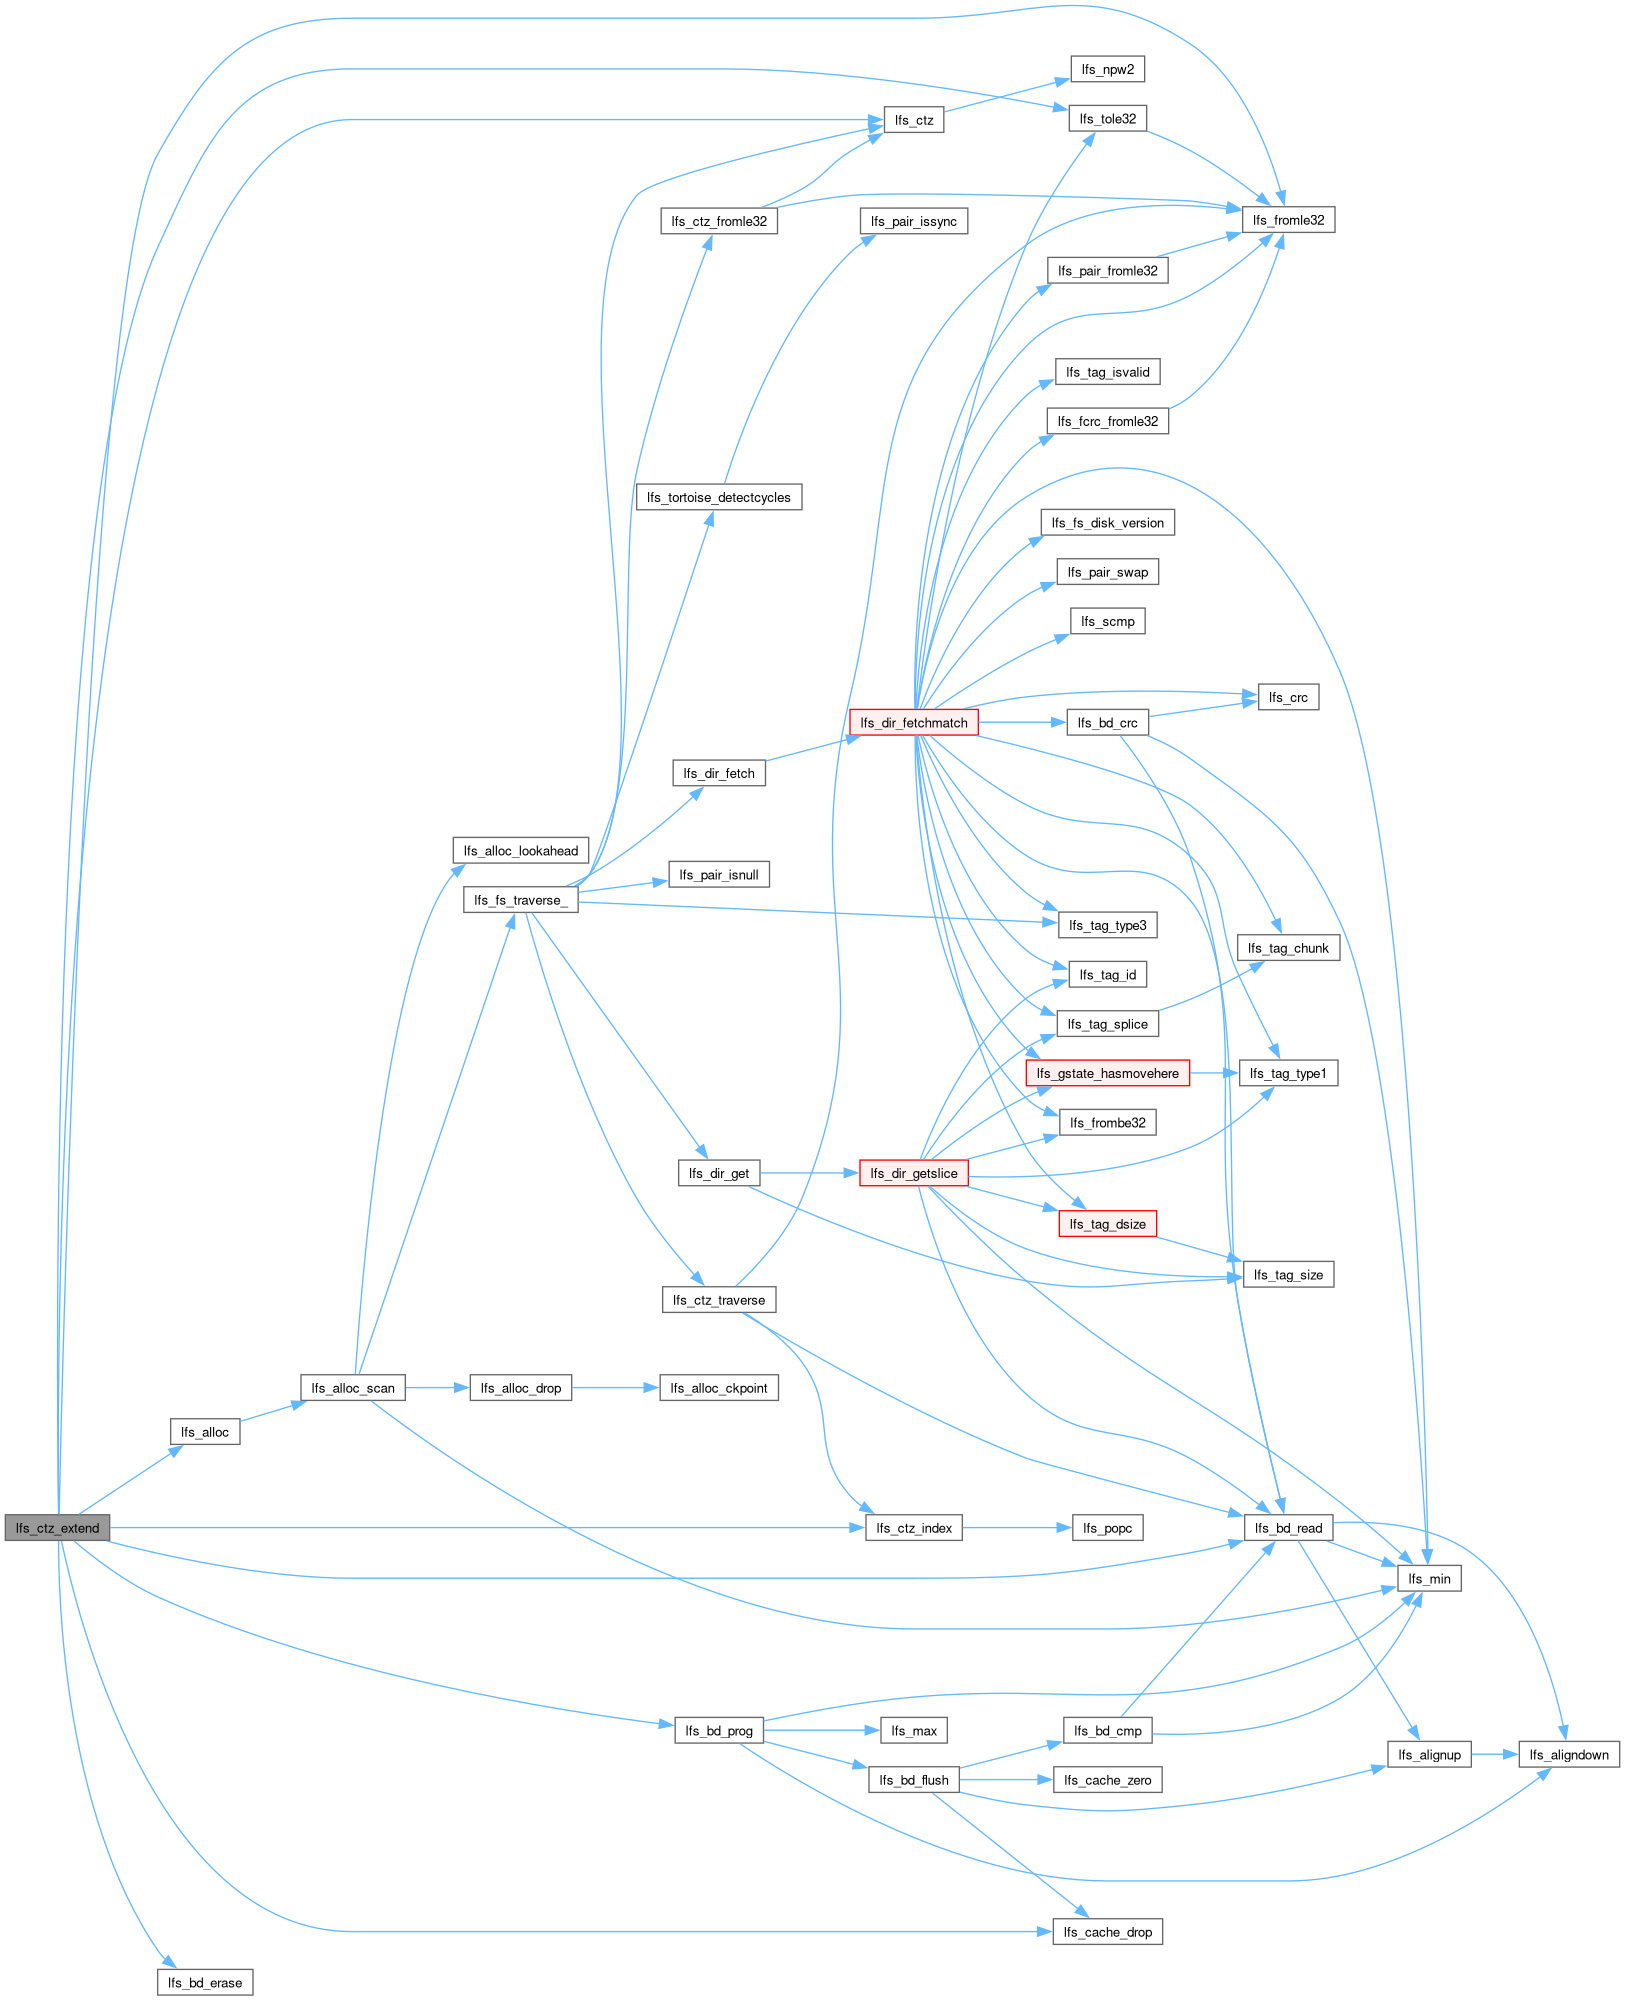 lfs_npw2
lfs_ctz
lfs_tole32
lfs_ctz_fromle32
lfs_pair_issync
lfs_fromle32
lfs_pair_fromle32
lfs_tag_isvalid
lfs_fcrc_fromle32
lfs_tortoise_detectcycles
lfs_fs_disk_version
lfs_pair_swap
lfs_scmp
lfs_crc
lfs_dir_fetchmatch
lfs_bd_crc
lfs_dir_fetch
lfs_alloc_lookahead
lfs_pair_isnull
lfs_fs_traverse_
lfs_tag_type3
lfs_tag_chunk
lfs_tag_id
lfs_tag_splice
lfs_gstate_hasmovehere
lfs_tag_type1
lfs_frombe32
lfs_dir_get
lfs_dir_getslice
lfs_tag_dsize
lfs_tag_size
lfs_ctz_traverse
lfs_alloc_scan
lfs_alloc_drop
lfs_alloc_ckpoint
lfs_alloc
lfs_ctz_extend
lfs_ctz_index
lfs_popc
lfs_bd_read
lfs_min
lfs_bd_prog
lfs_max
lfs_bd_cmp
lfs_alignup
lfs_aligndown
lfs_bd_flush
lfs_cache_zero
lfs_cache_drop
lfs_bd_erase